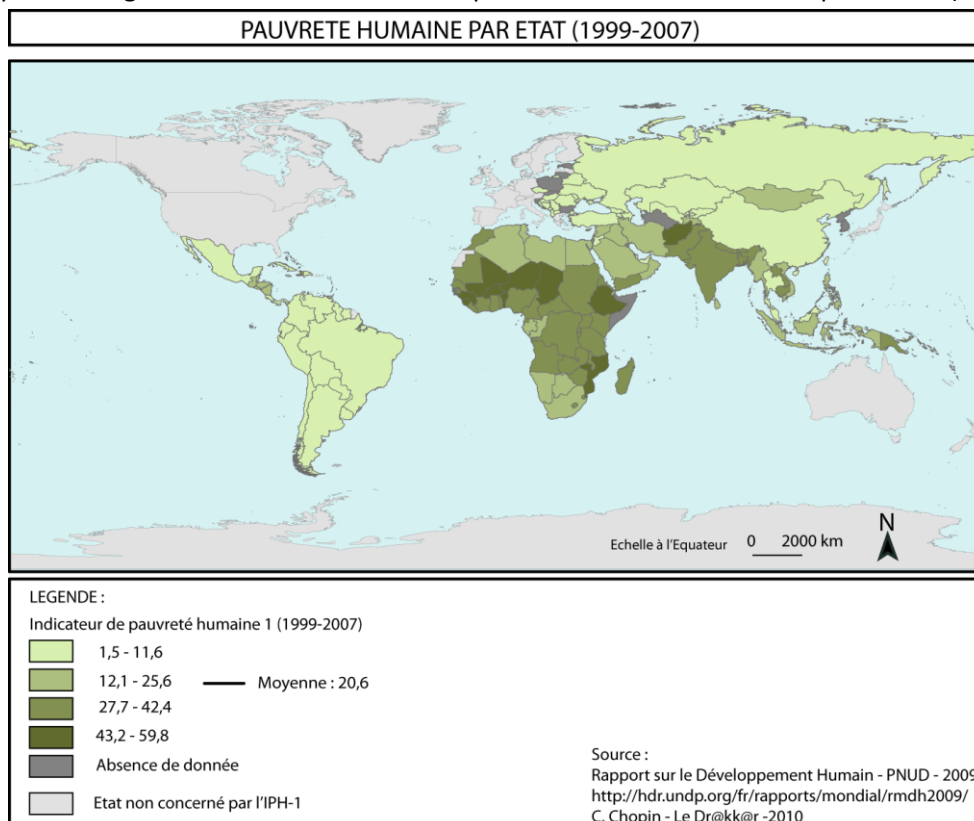 PAUVRETE HUMAINE PAR ETAT (1999-2007)
Echelle à l'Equateur 0 2000 km
N
LEGENDE :
Indicateur de pauvreté humaine 1 (1999-2007)
1,5 - 11,6
12,1 - 25,6 Moyenne : 20,6
27,7 - 42,4
43,2 - 59,8
Absence de donnée
Etat non concerné par l'IPH-1
Source :
Rapport sur le Développement Humain - PNUD - 2009
http://hdr.undp.org/fr/rapports/mondial/rmdh2009/
C. Chopin - Le Dr@kk@r -2010